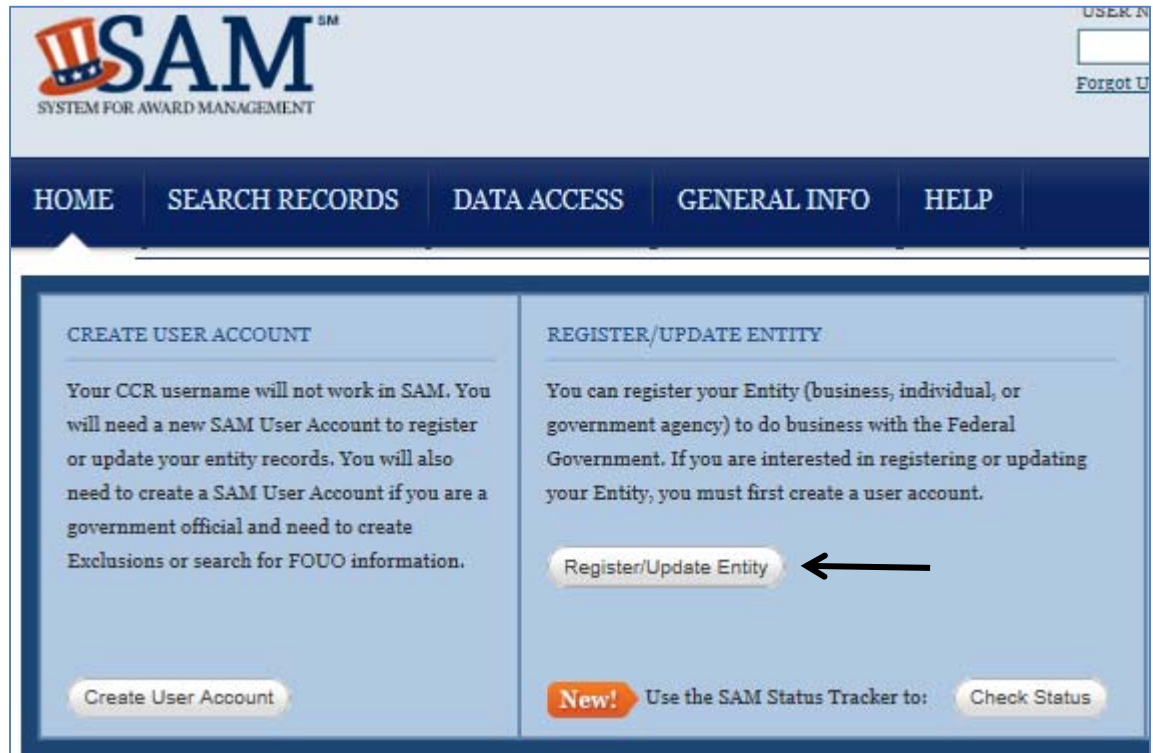 SAM SM
SYSTEM FOR AWARD MANAGEMENT
USER N
Forgot U
HOME SEARCH RECORDS DATA ACCESS GENERAL INFO HELP
CREATE USER ACCOUNT
Your CCR username will not work in SAM. You
will need a new SAM User Account to register
or update your entity records. You will also
need to create a SAM User Account if you are a
government official and need to create
Exclusions or search for FOUO information.
Create User Account
REGISTER/UPDATE ENTITY
You can register your Entity (business, individual, or
government agency) to do business with the Federal
Government. If you are interested in registering or updating
your Entity, you must first create a user account.
Register/Update Entity
New! Use the SAM Status Tracker to: Check Status